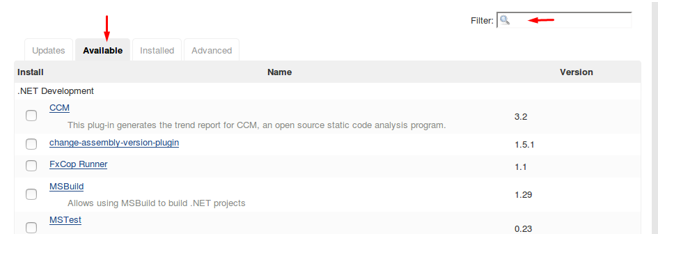 Filter:
Updates Available Installed Advanced
Install Name Version
.NET Development
CCM
This plug-in generates the trend report for CCM, an open source static code analysis program.
3.2
change-assembly-version-plugin 1.5.1
FxCop Runner 1.1
MSBuild
Allows using MSBuild to build .NET projects
1.29
MSTest
0.23